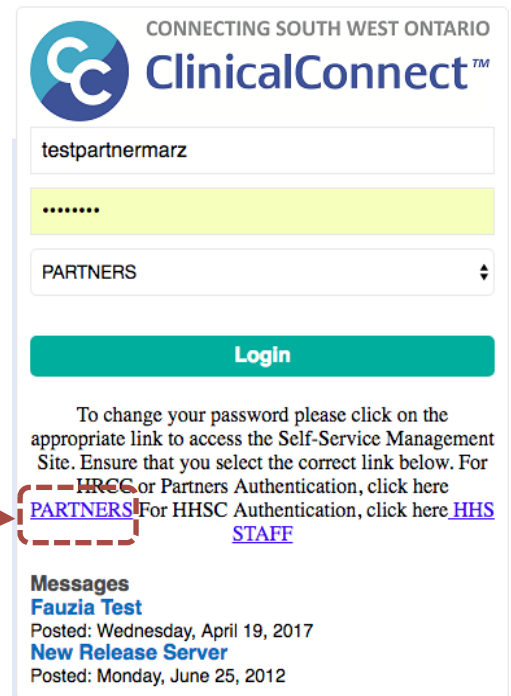 CONNECTING SOUTH WEST ONTARIO
CC
ClinicalConnect™
testpartnermarz
••••••••
PARTNERS
Login
To change your password please click on the
appropriate link to access the Self-Service Management
Site. Ensure that you select the correct link below. For
HRCC or Partners Authentication, click here
PARTNERS For HHSC Authentication, click here HHS
STAFF
Messages
Fauzia Test
Posted: Wednesday, April 19, 2017
New Release Server
Posted: Monday, June 25, 2012